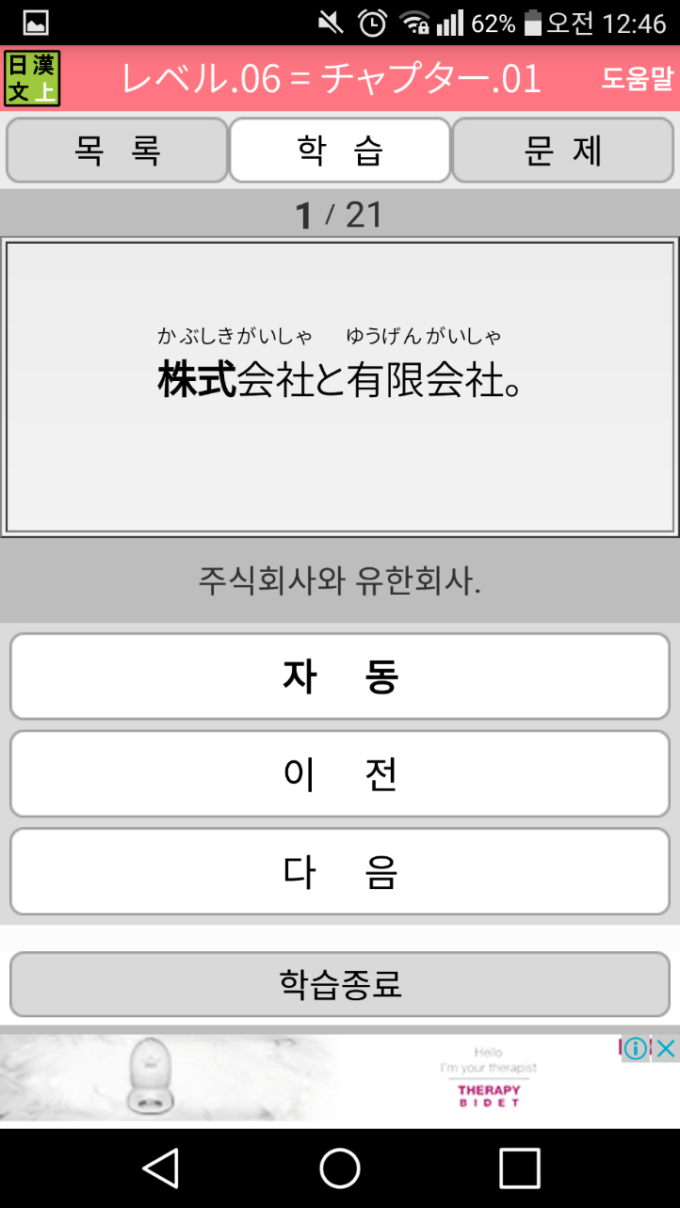 62% 오전 12:46
日漢
文上
レベル.06 = チャプター.01
도움말
목 록
학 습
문 제
1 / 21
かぶしきがいしゃ ゆうげんがいしゃ
株式会社と有限会社。
주식회사와 유한회사.
자 동
이 전
다 음
학습종료
Hello
I'm your therapist
THERAPY
BIDET